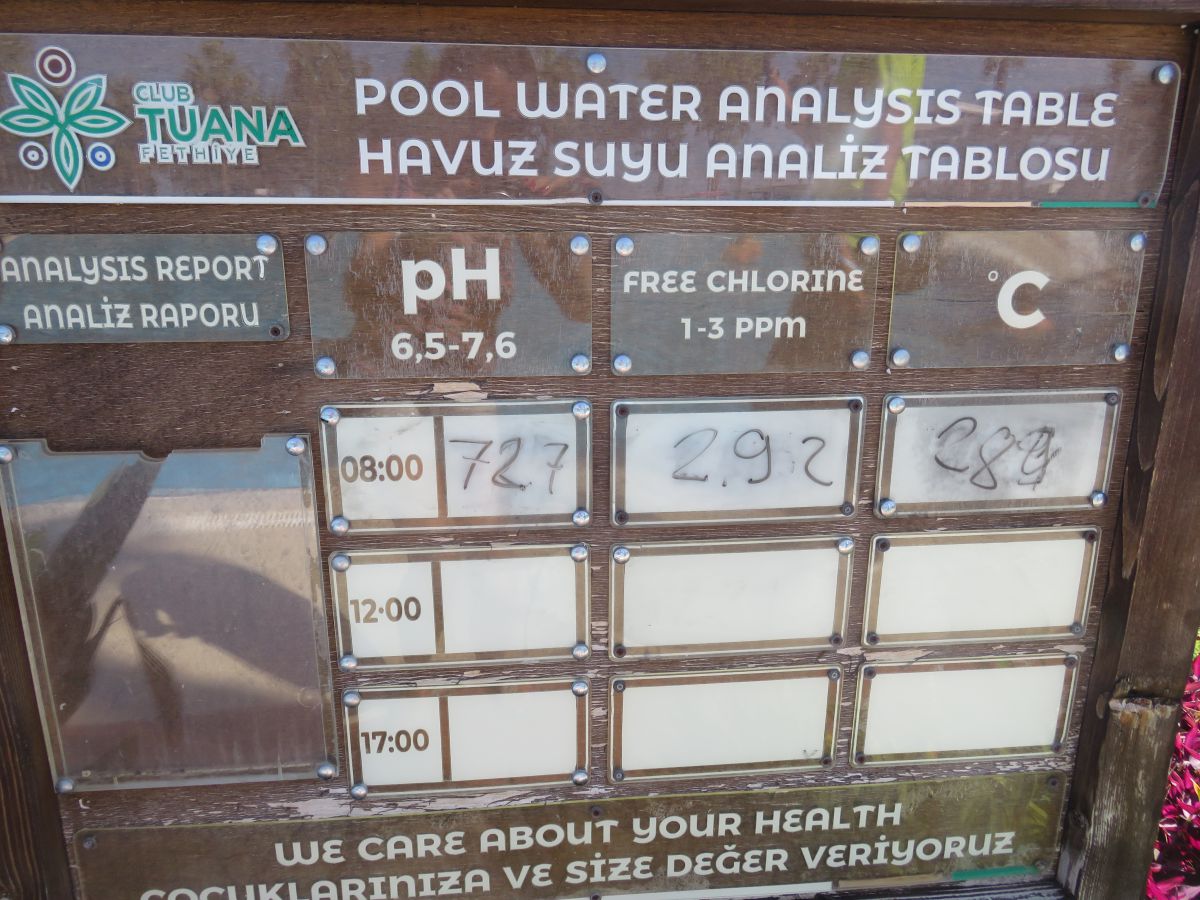 CLUB
TUANA
FETHİYE
POOL WATER ANALYSIS TABLE
HAVUZ SUYU ANALİZ TABLOSU
ANALYSIS REPORT
ANALİZ RAPORU
pH
6,5-7,6
FREE CHLORINE
1-3 PPM
°C
08:00
727
2.92
12:00
17:00
WE CARE ABOUT YOUR HEALTH
ÇOCUKLARINIZA VE SİZE DEĞER VERİYORUZ